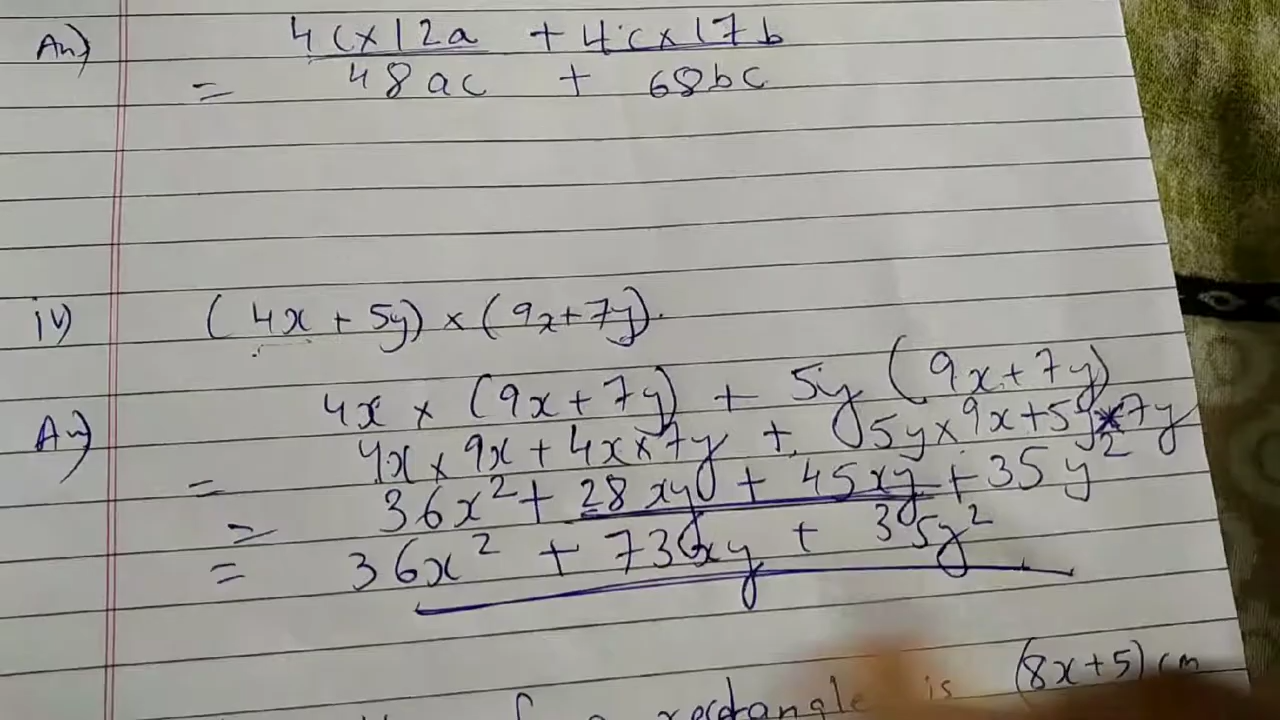 An) 4c×12a + 4c×17b
= 48ac + 68bc
iv) (4x + 5y) × (9x+7y).
An) 4x × (9x+7y) + 5y (9x+7y)
= 4x × 9x + 4x×7y + 5y×9x+5y×7y
= 36x² + 28xy + 45xy + 35y²
= 36x² + 73xy + 35y²
rectangle is (8x+5) cm